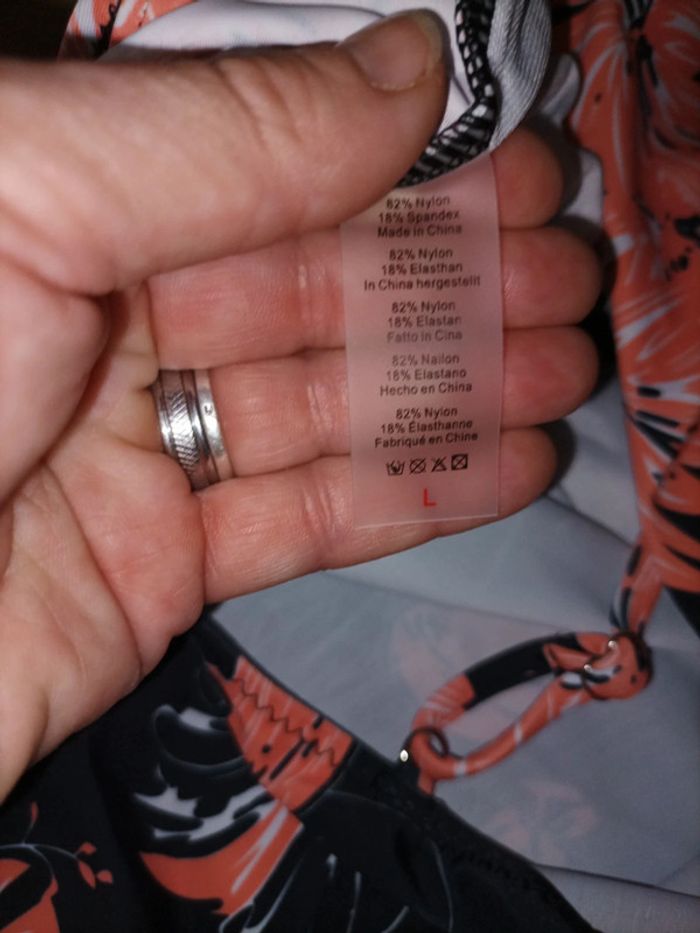 82% Nylon
18% Spandex
Made in China
82% Nylon
18% Elasthan
In China hergestellt
82% Nylon
18% Elastan
Fatto in Cina
82% Nailon
18% Elastano
Hecho en China
82% Nylon
18% Élasthanne
Fabriqué en Chine
L